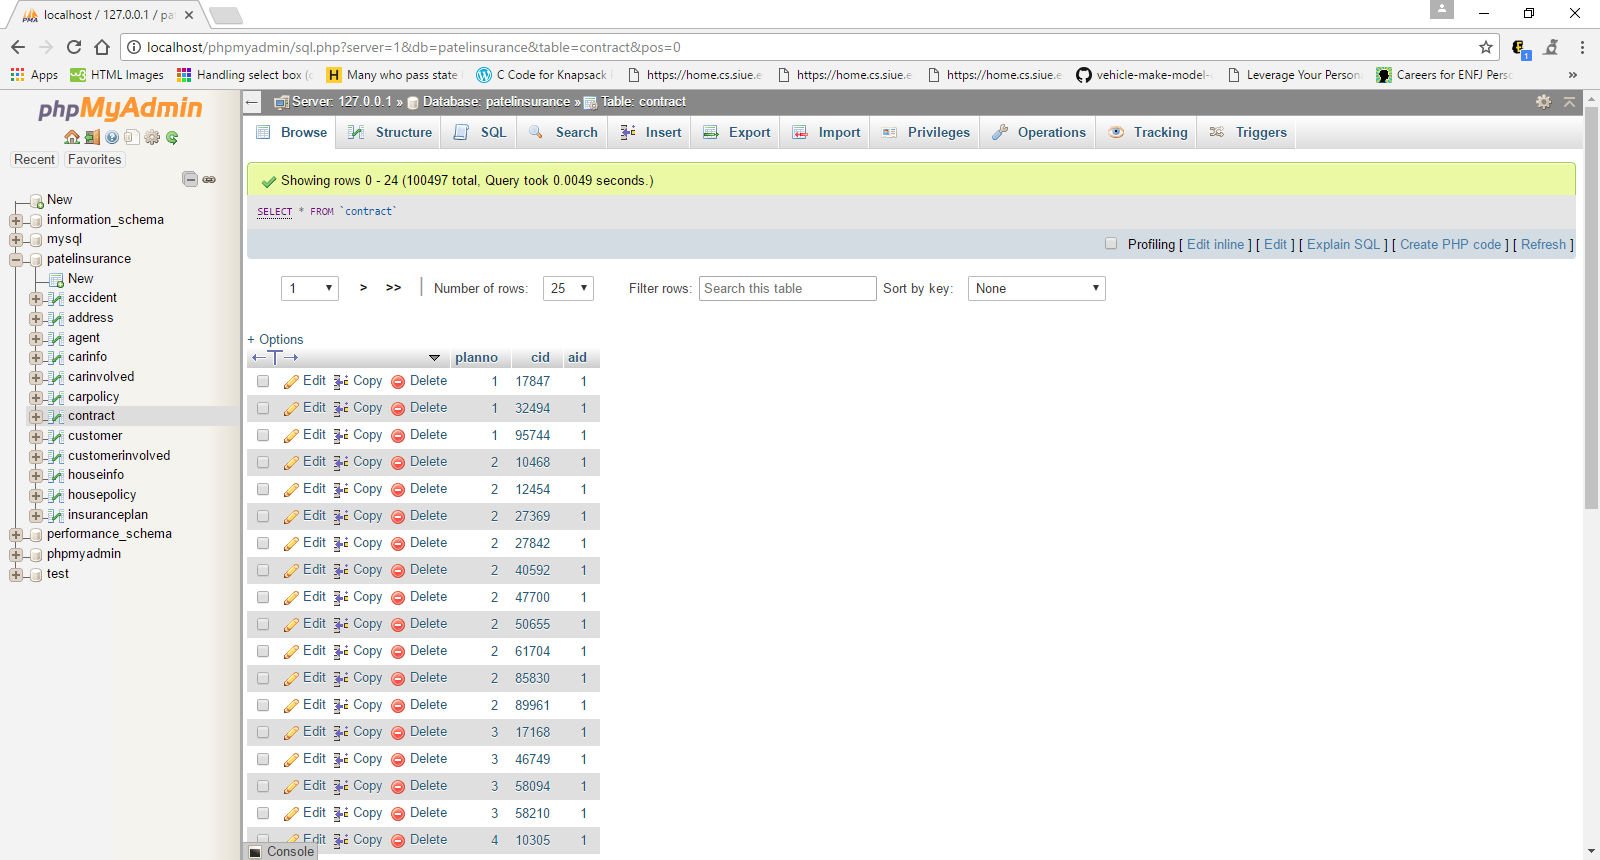 localhost / 127.0.0.1 / pa
localhost/phpmyadmin/sql.php?server=1&db=patelinsurance&table=contract&pos=0
Apps HTML Images Handling select box ( Many who pass state C Code for Knapsack https://home.cs.siue.e https://home.cs.siue.e https://home.cs.siue.e vehicle-make-model- Leverage Your Person Careers for ENFJ Pers »
phpMyAdmin
Recent Favorites
New
information_schema
mysql
patelinsurance
New
accident
address
agent
carinfo
carinvolved
carpolicy
contract
customer
customerinvolved
houseinfo
housepolicy
insuranceplan
performance_schema
phpmyadmin
test
Server: 127.0.0.1 » Database: patelinsurance » Table: contract
Browse Structure SQL Search Insert Export Import Privileges Operations Tracking Triggers
Showing rows 0 - 24 (100497 total, Query took 0.0049 seconds.)
SELECT * FROM `contract`
Profiling [ Edit inline ] [ Edit ] [ Explain SQL ] [ Create PHP code ] [ Refresh ]
1 > >> | Number of rows: 25 Filter rows: Search this table Sort by key: None
+ Options
←T→ planno cid aid
Edit Copy Delete 1 17847 1
Edit Copy Delete 1 32494 1
Edit Copy Delete 1 95744 1
Edit Copy Delete 2 10468 1
Edit Copy Delete 2 12454 1
Edit Copy Delete 2 27369 1
Edit Copy Delete 2 27842 1
Edit Copy Delete 2 40592 1
Edit Copy Delete 2 47700 1
Edit Copy Delete 2 50655 1
Edit Copy Delete 2 61704 1
Edit Copy Delete 2 85830 1
Edit Copy Delete 2 89961 1
Edit Copy Delete 3 17168 1
Edit Copy Delete 3 46749 1
Edit Copy Delete 3 58094 1
Edit Copy Delete 3 58210 1
Edit Copy Delete 4 10305 1
Console